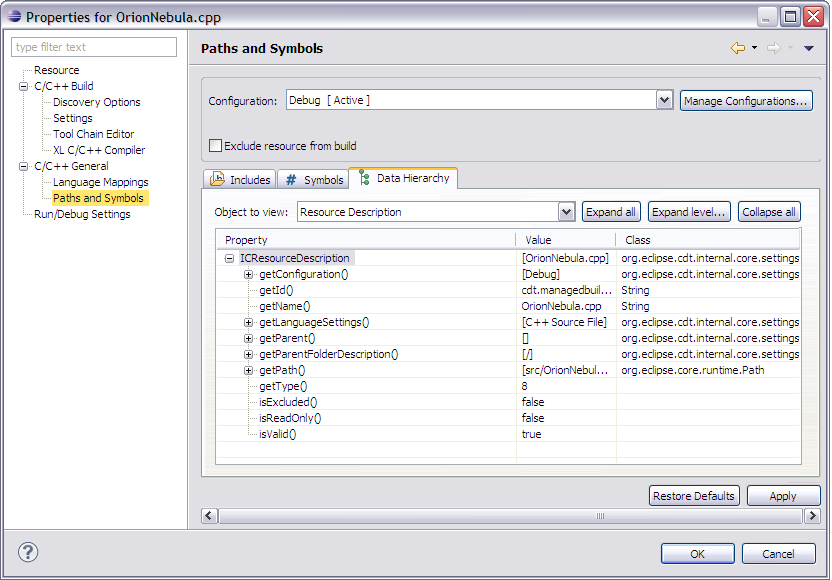 Properties for OrionNebula.cpp
type filter text
Resource
C/C++ Build
Discovery Options
Settings
Tool Chain Editor
XL C/C++ Compiler
C/C++ General
Language Mappings
Paths and Symbols
Run/Debug Settings
Paths and Symbols
Configuration: Debug [ Active ] Manage Configurations...
Exclude resource from build
Includes # Symbols Data Hierarchy
Object to view: Resource Description Expand all Expand level... Collapse all
Property Value Class
ICResourceDescription [OrionNebula.cpp] org.eclipse.cdt.internal.core.settings
getConfiguration() [Debug] org.eclipse.cdt.internal.core.settings
getId() cdt.managedbuil... String
getName() OrionNebula.cpp String
getLanguageSettings() [C++ Source File] org.eclipse.cdt.internal.core.settings
getParent() [] org.eclipse.cdt.internal.core.settings
getParentFolderDescription() [/] org.eclipse.cdt.internal.core.settings
getPath() [src/OrionNebul... org.eclipse.core.runtime.Path
getType() 8
isExcluded() false
isReadOnly() false
isValid() true
Restore Defaults Apply
? OK Cancel